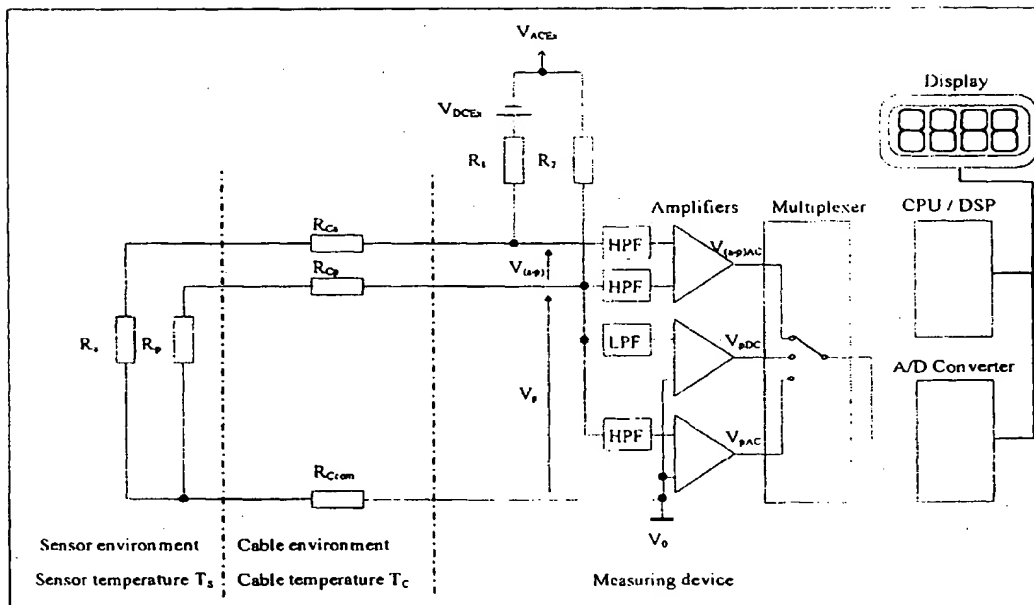 V_ACEx
Display
V_DCEx
R_1
R_2
Amplifiers
Multiplexer
CPU / DSP
R_Cs
HPF
V_(s-p)AC
R_Cp
V_(s-p)
HPF
R_s
R_p
LPF
V_pDC
A/D Converter
V_p
HPF
V_pAC
R_Ccom
V_0
Sensor environment
Cable environment
Sensor temperature T_S
Cable temperature T_C
Measuring device